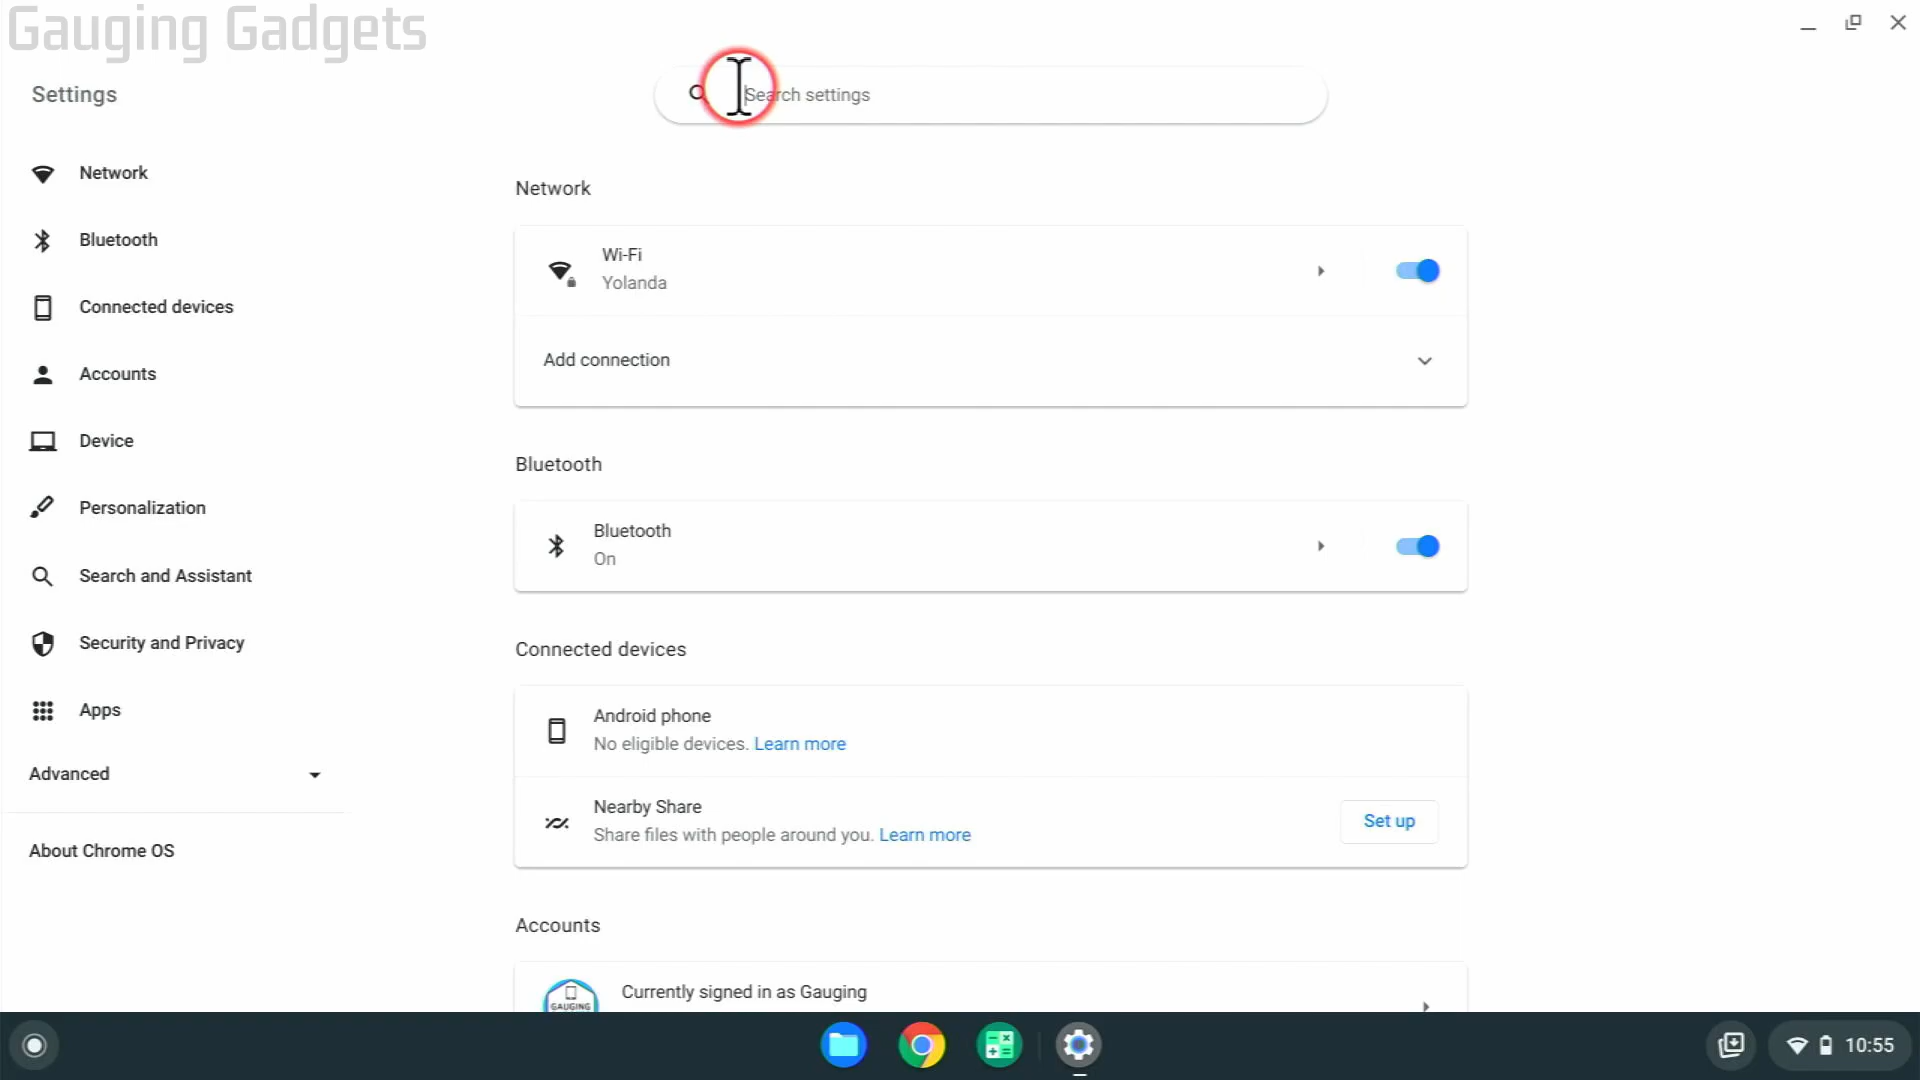 Gauging Gadgets
Settings
Search settings
Network
Bluetooth
Connected devices
Accounts
Device
Personalization
Search and Assistant
Security and Privacy
Apps
Advanced
About Chrome OS
Network
Wi-Fi
Yolanda
Add connection
Bluetooth
Bluetooth
On
Connected devices
Android phone
No eligible devices. Learn more
Nearby Share
Share files with people around you. Learn more
Set up
Accounts
GAUGING
Currently signed in as Gauging
10:55